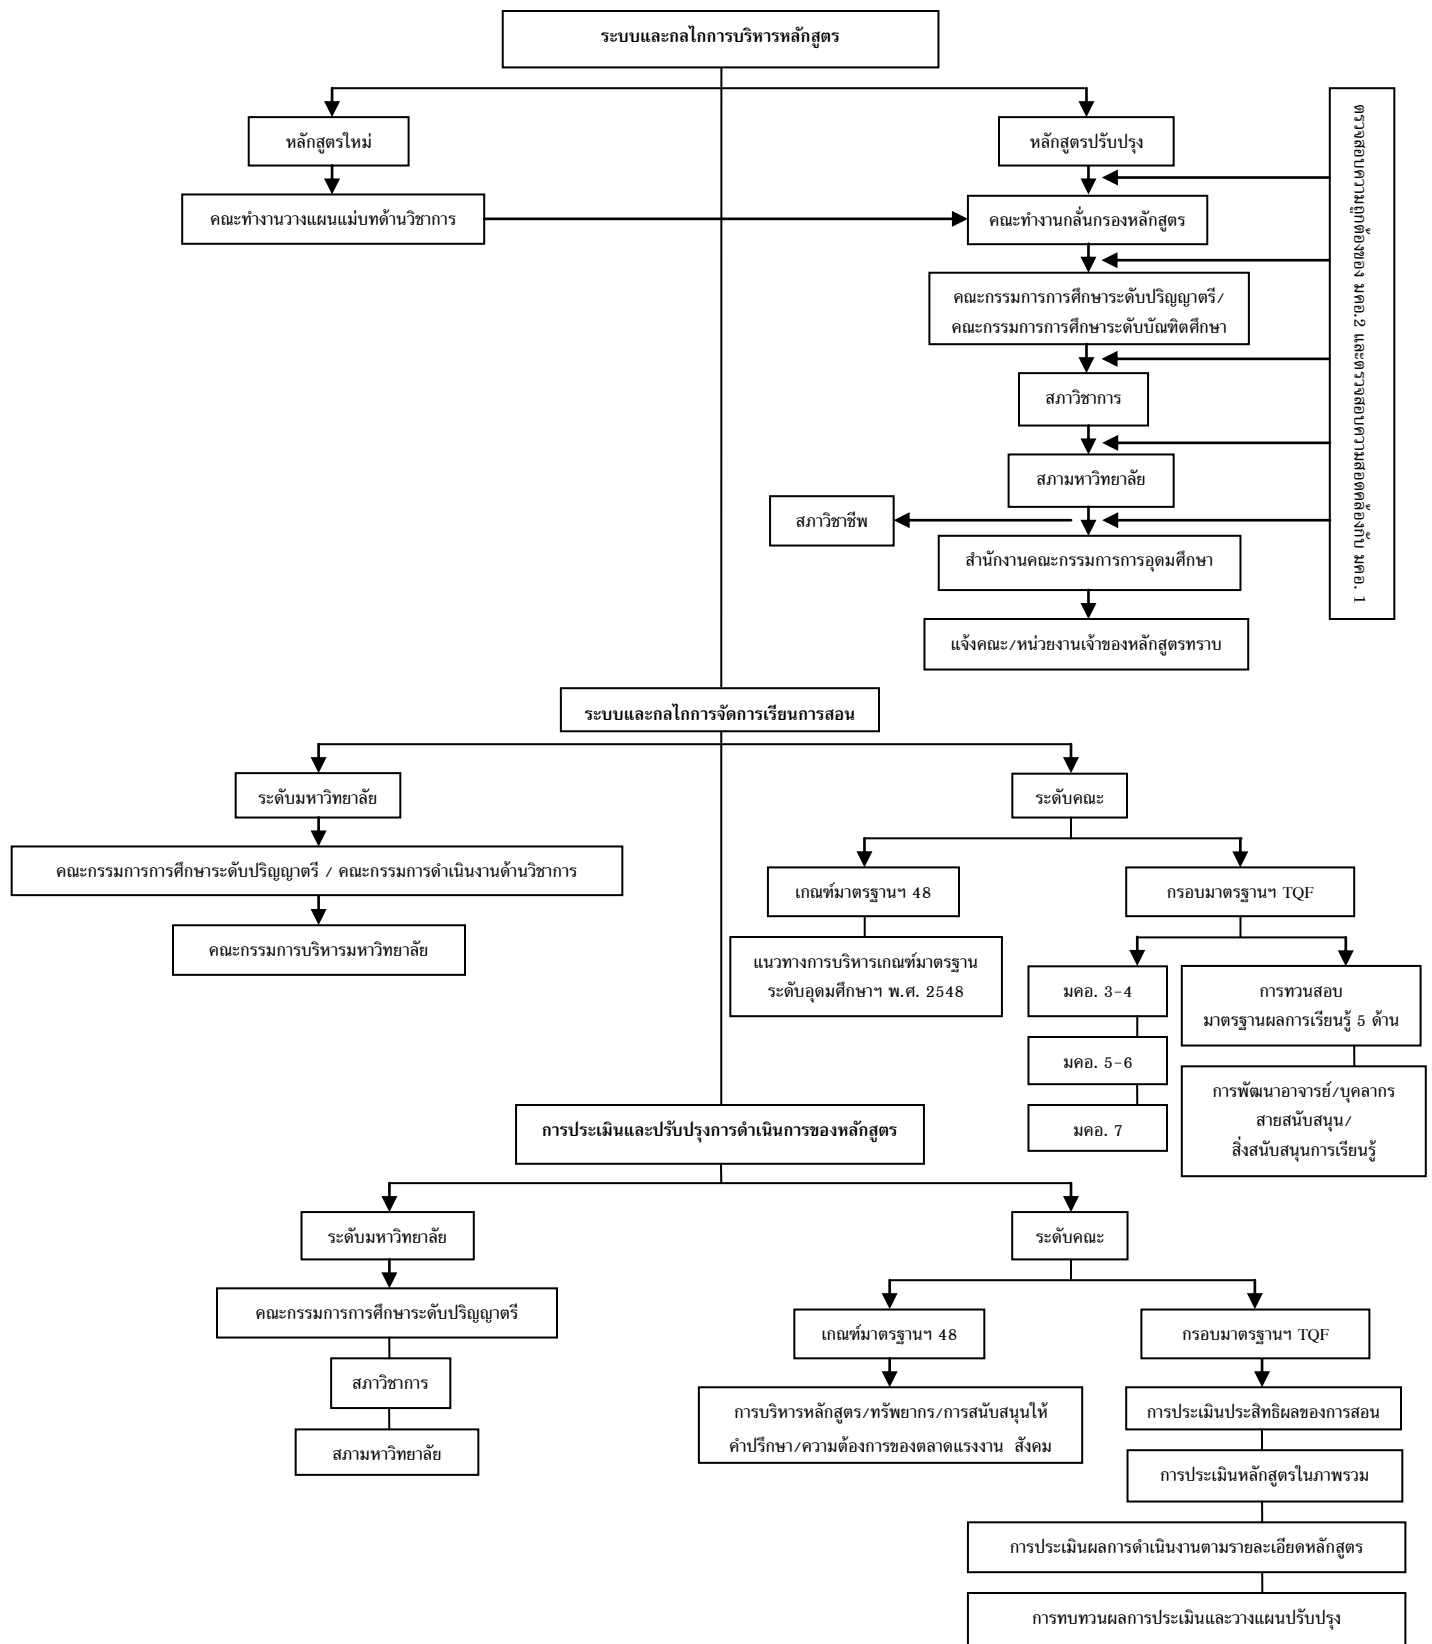 ระบบและกลไกการบริหารหลักสูตร
หลักสูตรใหม่
หลักสูตรปรับปรุง
คณะทำงานวางแผนแม่บทด้านวิชาการ
คณะทำงานกลั่นกรองหลักสูตร
คณะกรรมการการศึกษาระดับปริญญาตรี/
คณะกรรมการการศึกษาระดับบัณฑิตศึกษา
สภาวิชาการ
สภามหาวิทยาลัย
สภาวิชาชีพ
สำนักงานคณะกรรมการการอุดมศึกษา
แจ้งคณะ/หน่วยงานเจ้าของหลักสูตรทราบ
ตรวจสอบความถูกต้องของ มคอ.2 และตรวจสอบความสอดคล้องกับ มคอ. 1
ระบบและกลไกการจัดการเรียนการสอน
ระดับมหาวิทยาลัย
ระดับคณะ
คณะกรรมการการศึกษาระดับปริญญาตรี / คณะกรรมการดำเนินงานด้านวิชาการ
คณะกรรมการบริหารมหาวิทยาลัย
เกณฑ์มาตรฐานฯ 48
กรอบมาตรฐานฯ TQF
แนวทางการบริหารเกณฑ์มาตรฐาน
ระดับอุดมศึกษาฯ พ.ศ. 2548
มคอ. 3-4
มคอ. 5-6
มคอ. 7
การทวนสอบ
มาตรฐานผลการเรียนรู้ 5 ด้าน
การพัฒนาอาจารย์/บุคลากร
สายสนับสนุน/
สิ่งสนับสนุนการเรียนรู้
การประเมินและปรับปรุงการดำเนินการของหลักสูตร
ระดับมหาวิทยาลัย
ระดับคณะ
คณะกรรมการการศึกษาระดับปริญญาตรี
สภาวิชาการ
สภามหาวิทยาลัย
เกณฑ์มาตรฐานฯ 48
กรอบมาตรฐานฯ TQF
การบริหารหลักสูตร/ทรัพยากร/การสนับสนุนให้
คำปรึกษา/ความต้องการของตลาดแรงงาน สังคม
การประเมินประสิทธิผลของการสอน
การประเมินหลักสูตรในภาพรวม
การประเมินผลการดำเนินงานตามรายละเอียดหลักสูตร
การทบทวนผลการประเมินและวางแผนปรับปรุง